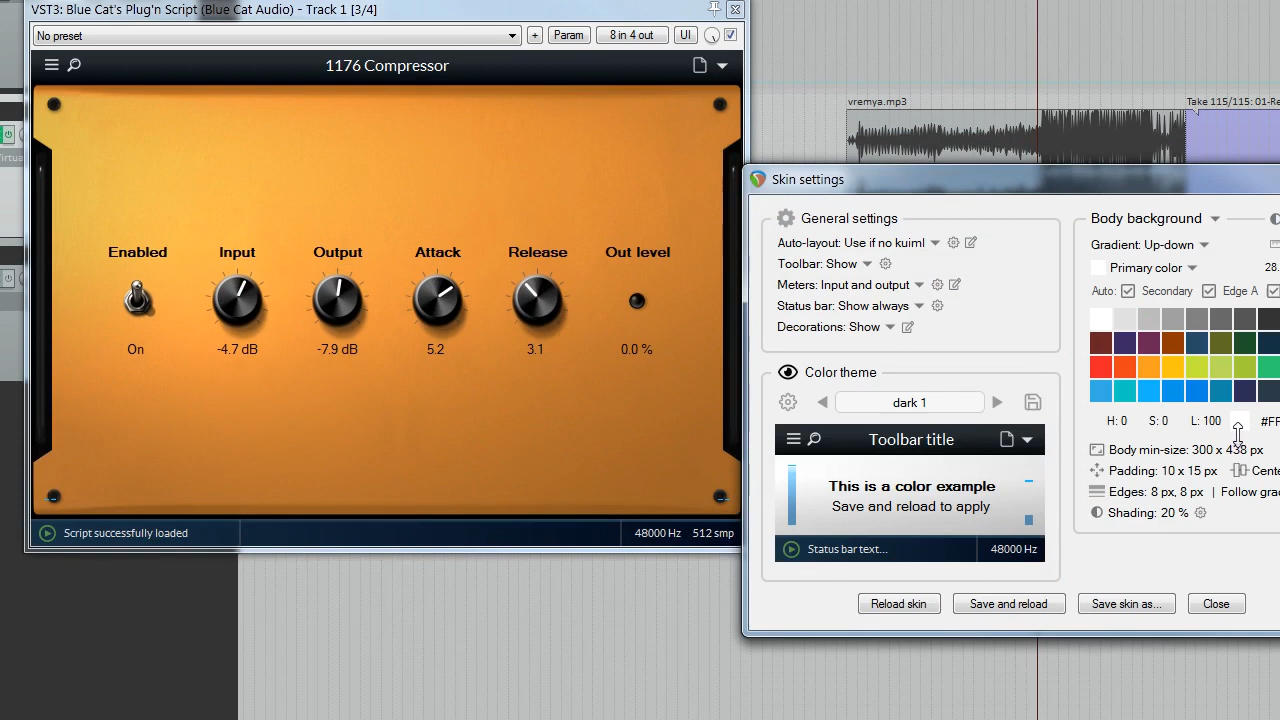 VST3: Blue Cat's Plug'n Script (Blue Cat Audio) - Track 1 [3/4]
No preset
+
Param
8 in 4 out
UI
1176 Compressor
Enabled
Input
Output
Attack
Release
Out level
On
-4.7 dB
-7.9 dB
5.2
3.1
0.0 %
Script successfully loaded
48000 Hz
512 smp
vremya.mp3
Take 115/115: 01-Re
Skin settings
General settings
Auto-layout: Use if no kuiml
Toolbar: Show
Meters: Input and output
Status bar: Show always
Decorations: Show
Color theme
dark 1
Toolbar title
This is a color example
Save and reload to apply
Status bar text...
48000 Hz
Body background
Gradient: Up-down
Primary color
28.
Auto:
Secondary
Edge A
H: 0
S: 0
L: 100
#FF
Body min-size: 300 x 438 px
Padding: 10 x 15 px
Cente
Edges: 8 px, 8 px | Follow grad
Shading: 20 %
Reload skin
Save and reload
Save skin as...
Close